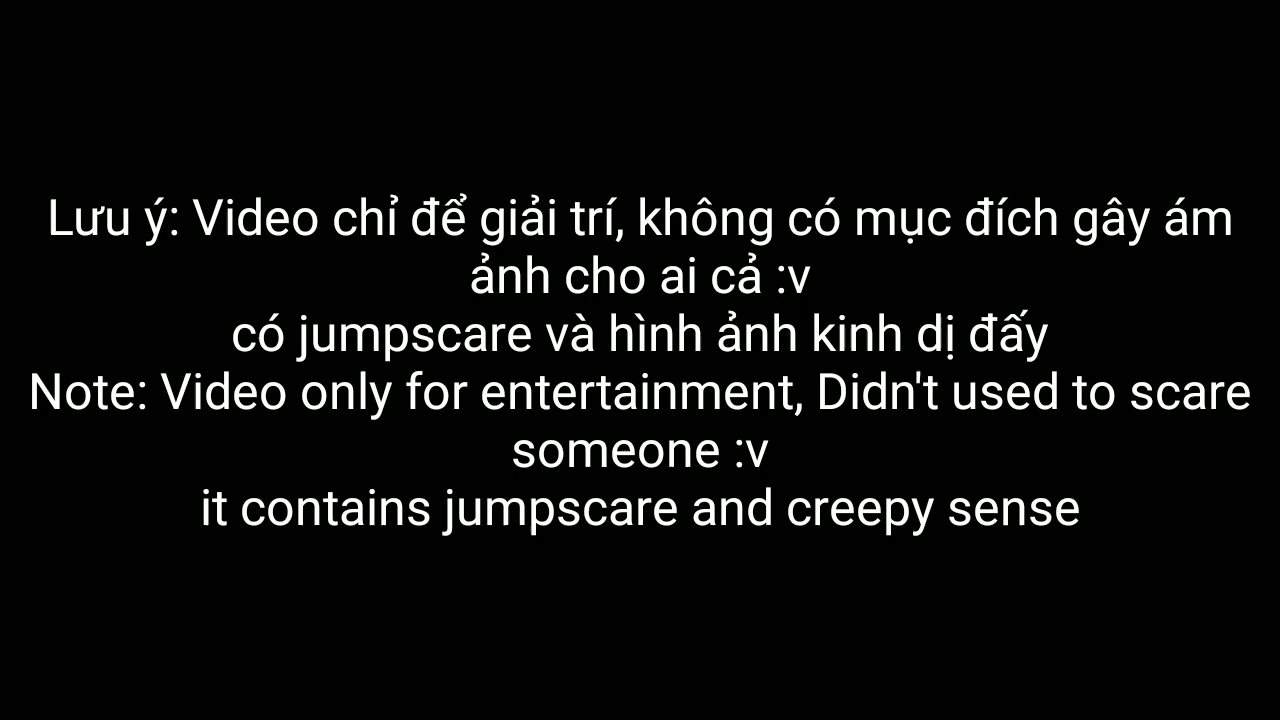 Lưu ý: Video chỉ để giải trí, không có mục đích gây ám
ảnh cho ai cả :v
có jumpscare và hình ảnh kinh dị đấy
Note: Video only for entertainment, Didn't used to scare
someone :v
it contains jumpscare and creepy sense